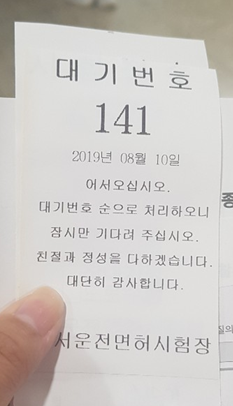 대기번호
141
2019년 08월 10일
어서오십시오.
대기번호 순으로 처리하오니
잠시만 기다려 주십시오.
친절과 정성을 다하겠습니다.
대단히 감사합니다.
서운전면허시험장